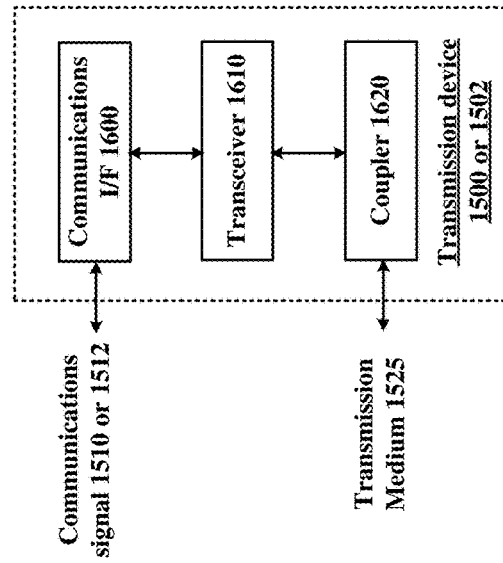 Communications
signal 1510 or 1512
Communications
I/F 1600
Transceiver 1610
Transmission
Medium 1525
Coupler 1620
Transmission device
1500 or 1502